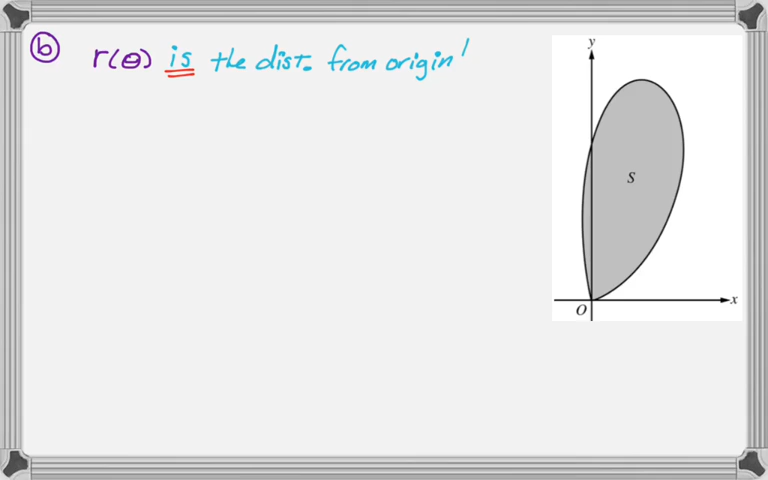 b r(θ) is the dist. from origin!
y
S
O
x